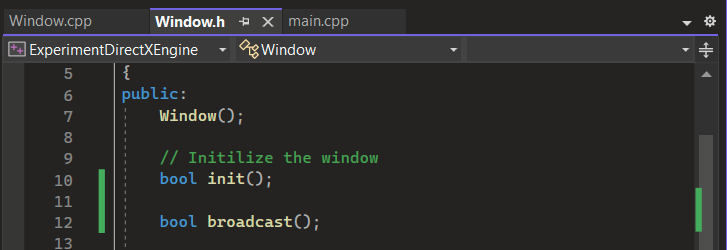 Window.cpp Window.h main.cpp
ExperimentDirectXEngine Window
5 {
6 public:
7 Window();
8
9 // Initilize the window
10 bool init();
11
12 bool broadcast();
13